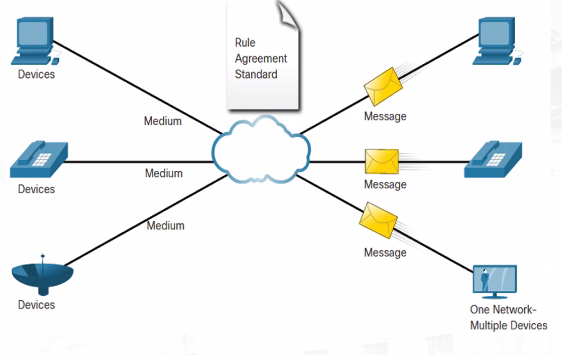 Rule
Agreement
Standard
Devices
Medium
Message
Devices
Medium
Message
Medium
Message
Devices
One Network-
Multiple Devices